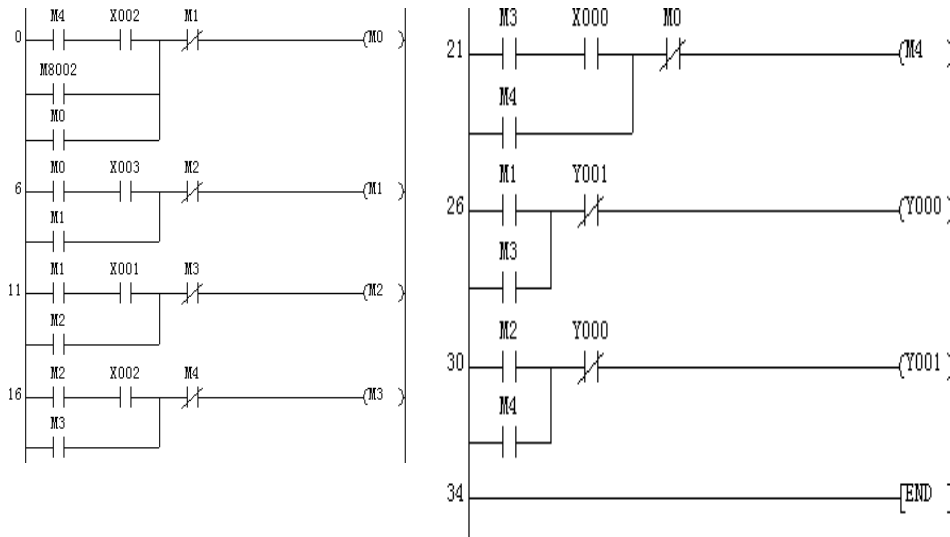 M4 X002 M1
0 (M0 )
M8002
M0
M0 X003 M2
6 (M1 )
M1
M1 X001 M3
11 (M2 )
M2
M2 X002 M4
16 (M3 )
M3
M3 X000 M0
21 (M4 )
M4
M1 Y001
26 (Y000 )
M3
M2 Y000
30 (Y001 )
M4
34 [END ]